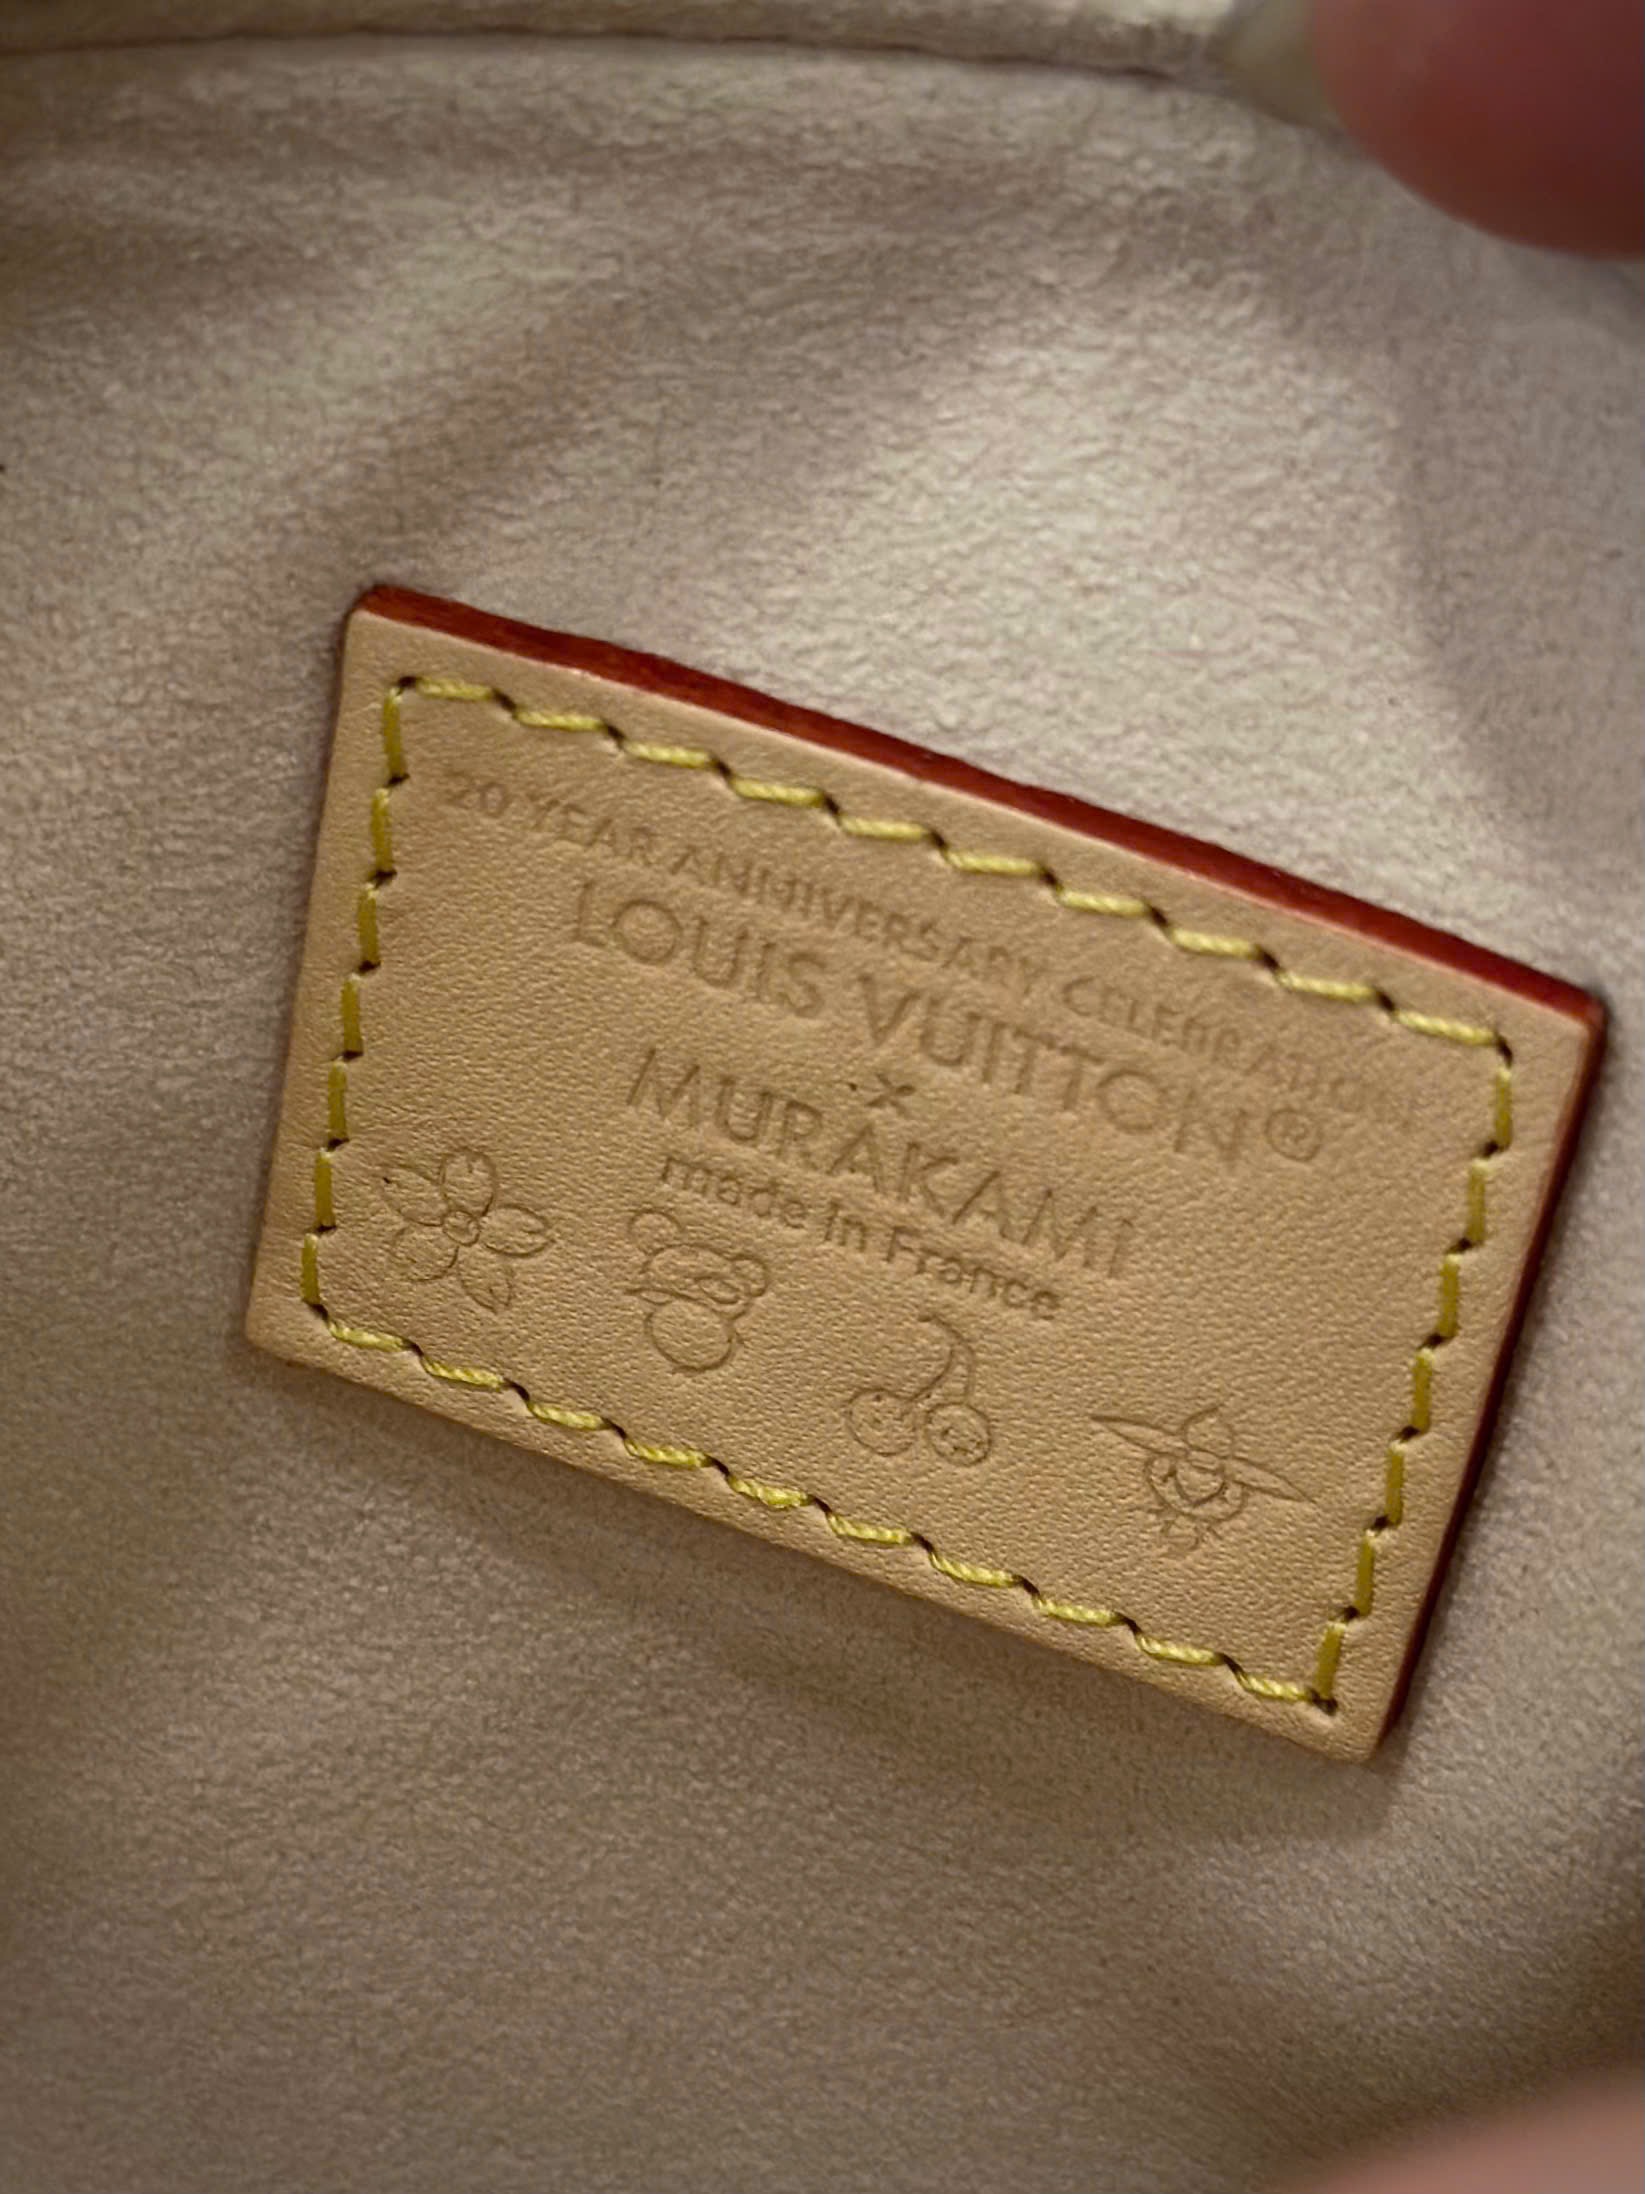 20 YEAR ANNIVERSARY CELEBRATION
LOUIS VUITTON®
×
MURAKAMI
made in France